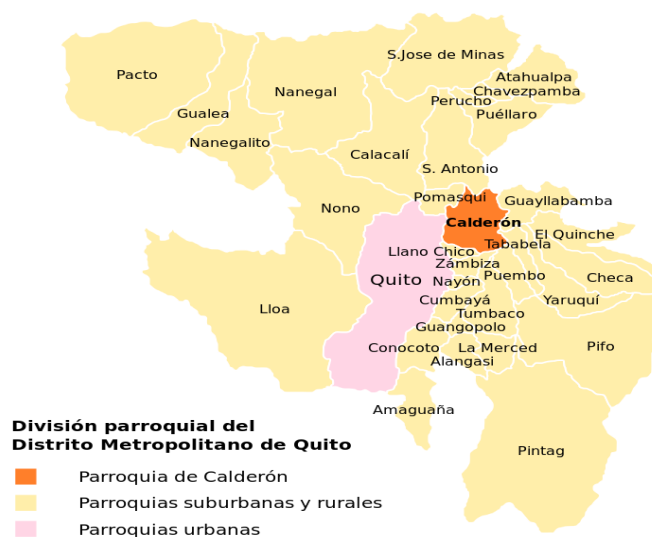 S.Jose de Minas
Pacto
Atahualpa
Nanegal
Chavezpamba
Perucho
Gualea
Puéllaro
Nanegalito
Calacalí
S. Antonio
Pomasqui
Guayllabamba
Nono
Calderón
El Quinche
Tababela
Llano Chico
Zámbiza
Quito
Nayón
Puembo
Checa
Cumbayá
Yaruquí
Lloa
Tumbaco
Guangopolo
Conocoto
La Merced
Pifo
Alangasi
Amaguaña
Pintag
División parroquial del
Distrito Metropolitano de Quito
Parroquia de Calderón
Parroquias suburbanas y rurales
Parroquias urbanas